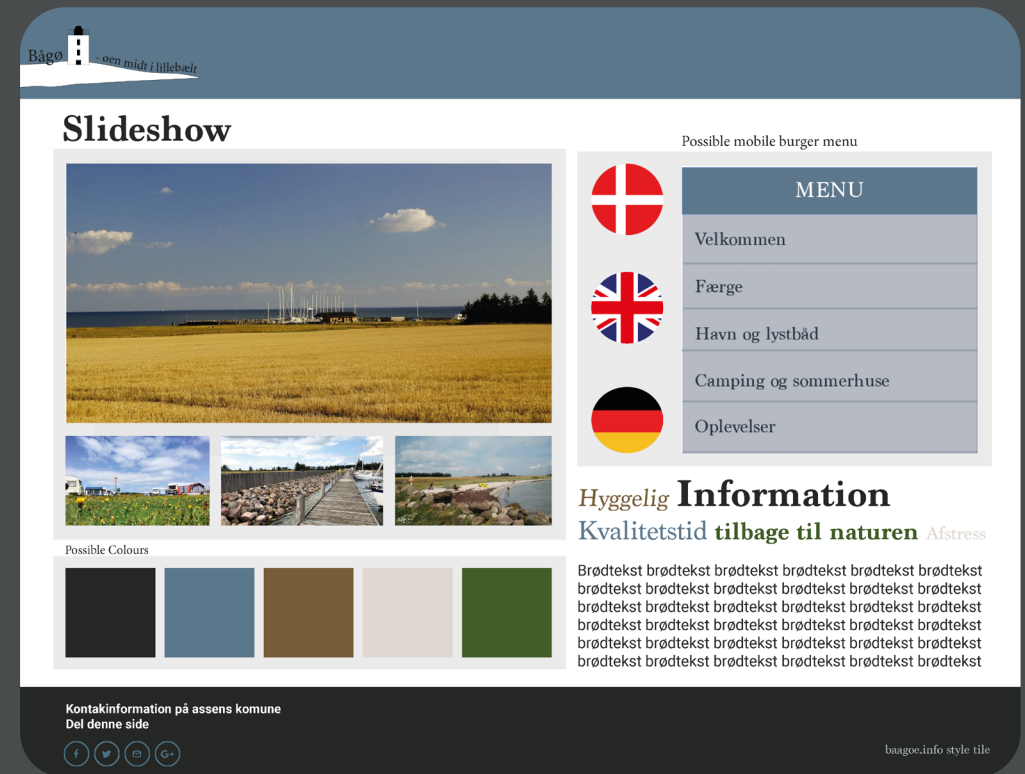 Bågø
- øen midt i lillebælt
Slideshow
Possible mobile burger menu
MENU
Velkommen
Færge
Havn og lystbåd
Camping og sommerhuse
Oplevelser
Hyggelig Information
Kvalitetstid tilbage til naturen Afstress
Possible Colours
Brødtekst brødtekst brødtekst brødtekst brødtekst brødtekst
brødtekst brødtekst brødtekst brødtekst brødtekst brødtekst
brødtekst brødtekst brødtekst brødtekst brødtekst brødtekst
brødtekst brødtekst brødtekst brødtekst brødtekst brødtekst
brødtekst brødtekst brødtekst brødtekst brødtekst brødtekst
brødtekst brødtekst brødtekst brødtekst brødtekst brødtekst
Kontakinformation på assens komune
Del denne side
G+
baagoe.info style tile